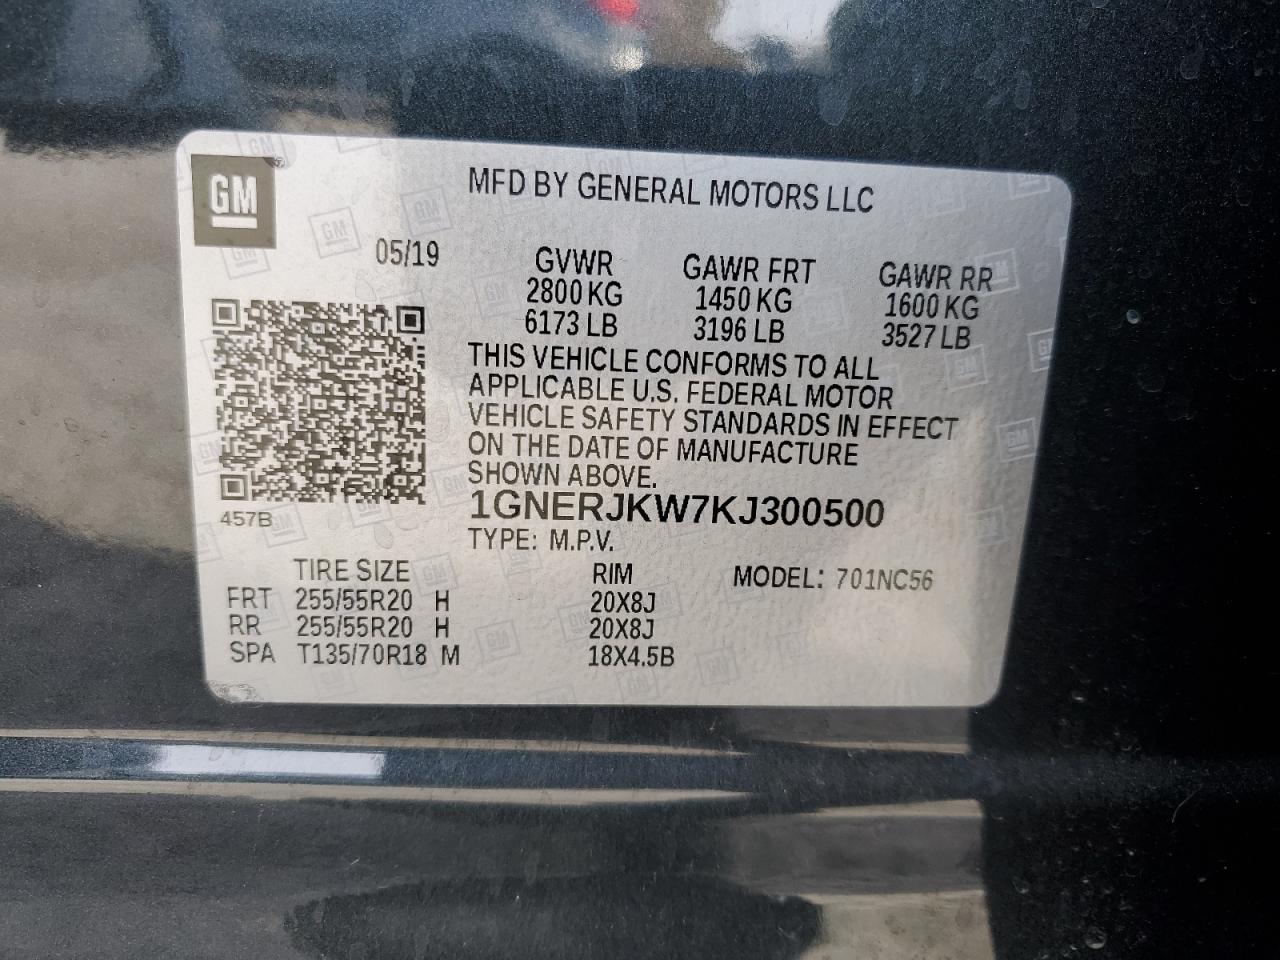 GM
MFD BY GENERAL MOTORS LLC
05/19
GVWR GAWR FRT GAWR RR
2800 KG 1450 KG 1600 KG
6173 LB 3196 LB 3527 LB
THIS VEHICLE CONFORMS TO ALL
APPLICABLE U.S. FEDERAL MOTOR
VEHICLE SAFETY STANDARDS IN EFFECT
ON THE DATE OF MANUFACTURE
SHOWN ABOVE.
1GNERJKW7KJ300500
457B
TYPE: M.P.V.
TIRE SIZE RIM MODEL: 701NC56
FRT 255/55R20 H 20X8J
RR 255/55R20 H 20X8J
SPA T135/70R18 M 18X4.5B